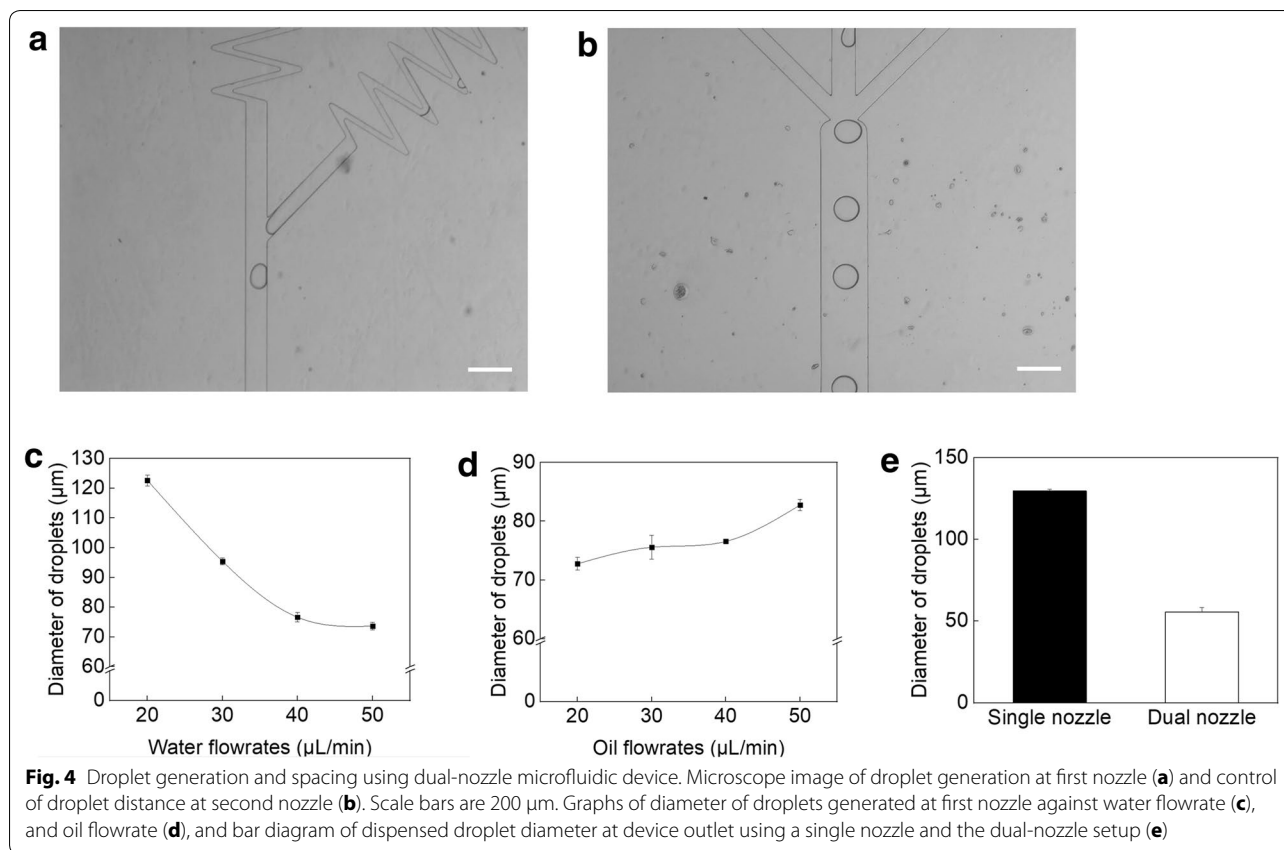 a
b
c
Diameter of droplets (µm)
130
120
110
100
90
80
70
60
0
20 30 40 50
Water flowrates (µL/min)
d
Diameter of droplets (µm)
90
80
70
60
0
20 30 40 50
Oil flowrates (µL/min)
e
Diameter of droplets (µm)
150
100
50
0
Single nozzle Dual nozzle
Fig. 4 Droplet generation and spacing using dual-nozzle microfluidic device. Microscope image of droplet generation at first nozzle (a) and control
of droplet distance at second nozzle (b). Scale bars are 200 µm. Graphs of diameter of droplets generated at first nozzle against water flowrate (c),
and oil flowrate (d), and bar diagram of dispensed droplet diameter at device outlet using a single nozzle and the dual-nozzle setup (e)